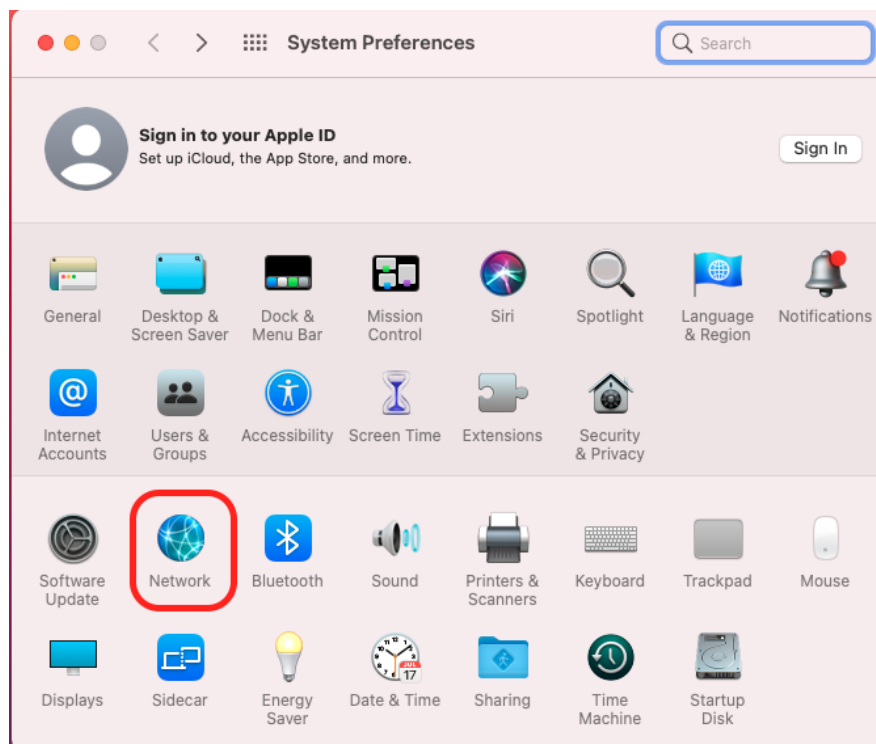 System Preferences
Search
Sign in to your Apple ID
Set up iCloud, the App Store, and more.
Sign In
General
Desktop &
Screen Saver
Dock &
Menu Bar
Mission
Control
Siri
Spotlight
Language
& Region
Notifications
Internet
Accounts
Users &
Groups
Accessibility
Screen Time
Extensions
Security
& Privacy
Software
Update
Network
Bluetooth
Sound
Printers &
Scanners
Keyboard
Trackpad
Mouse
Displays
Sidecar
Energy
Saver
JUL
17
Date & Time
Sharing
Time
Machine
Startup
Disk